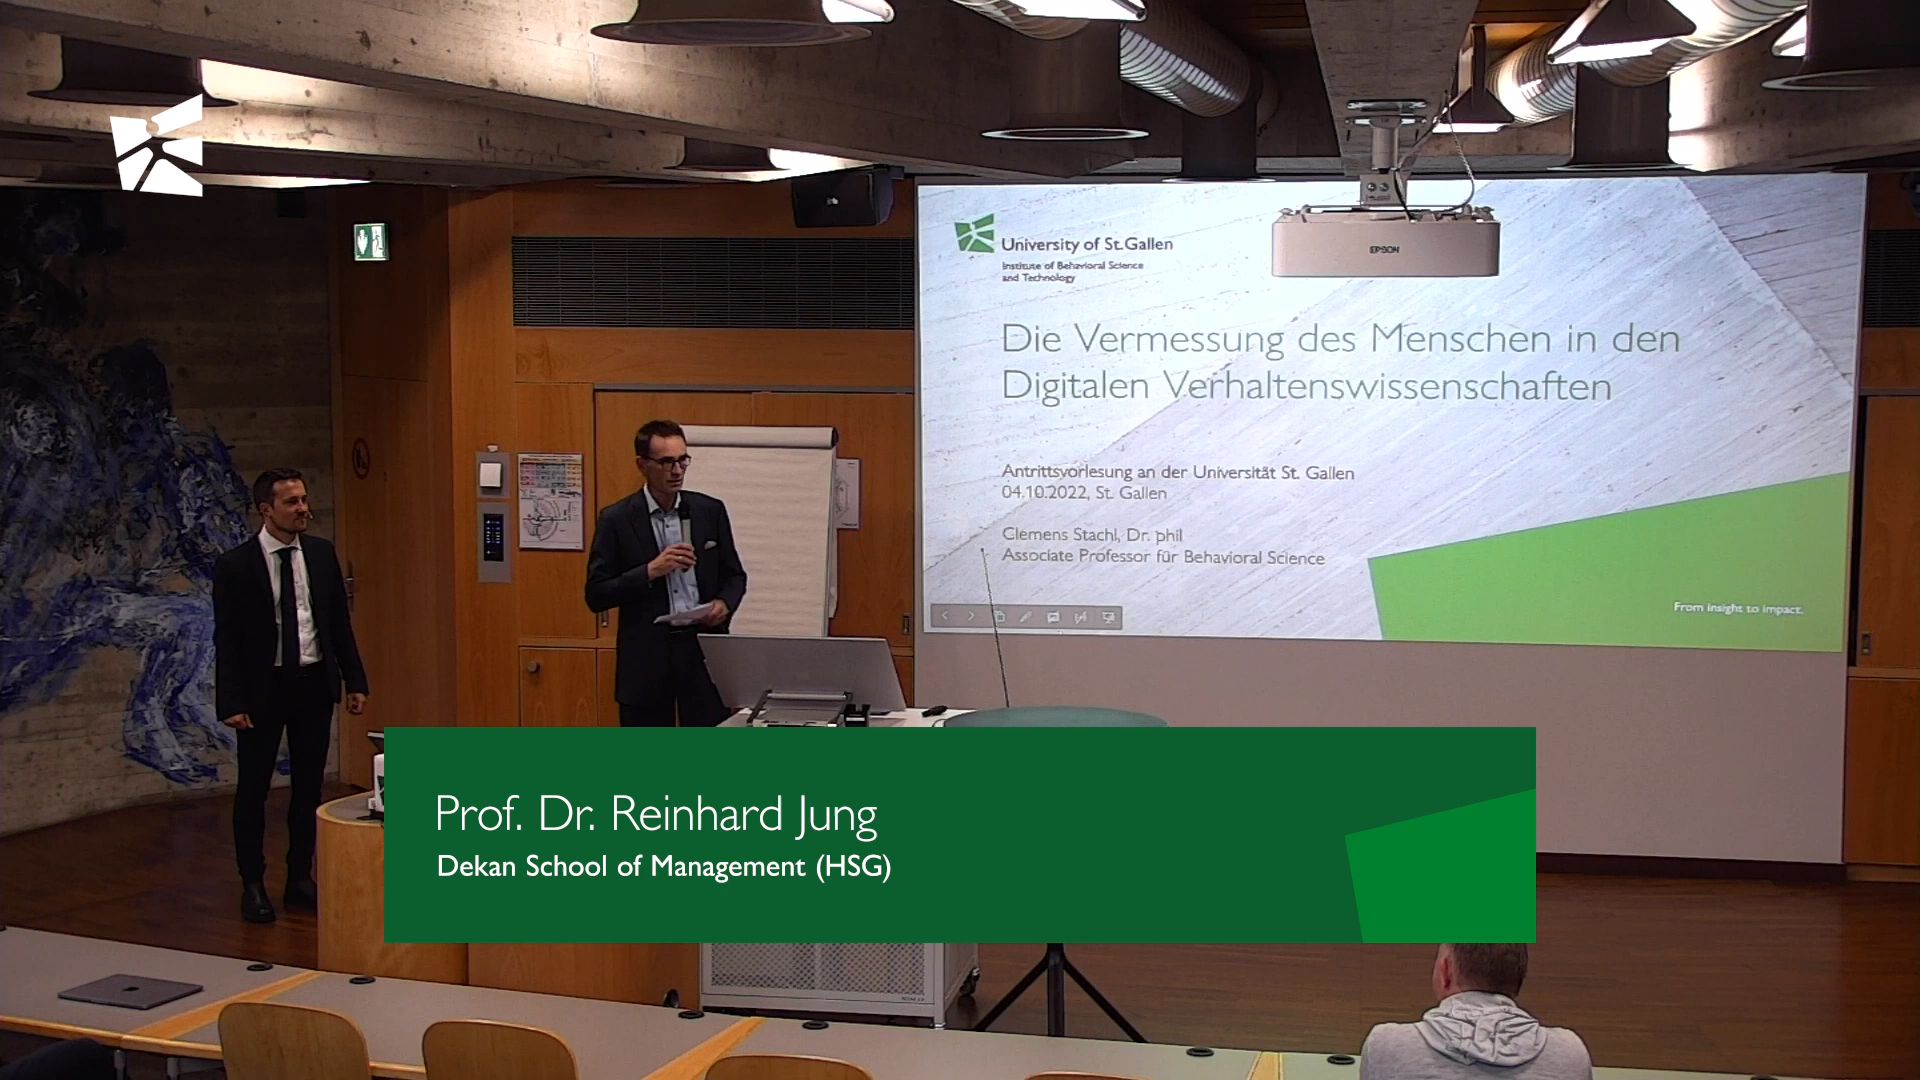 University of St.Gallen
Institute of Behavioral Science
and Technology
EPSON
Die Vermessung des Menschen in den
Digitalen Verhaltenswissenschaften
Antrittsvorlesung an der Universität St. Gallen
04.10.2022, St. Gallen
Clemens Stachl, Dr. phil
Associate Professor für Behavioral Science
From insight to impact.
Prof. Dr. Reinhard Jung
Dekan School of Management (HSG)